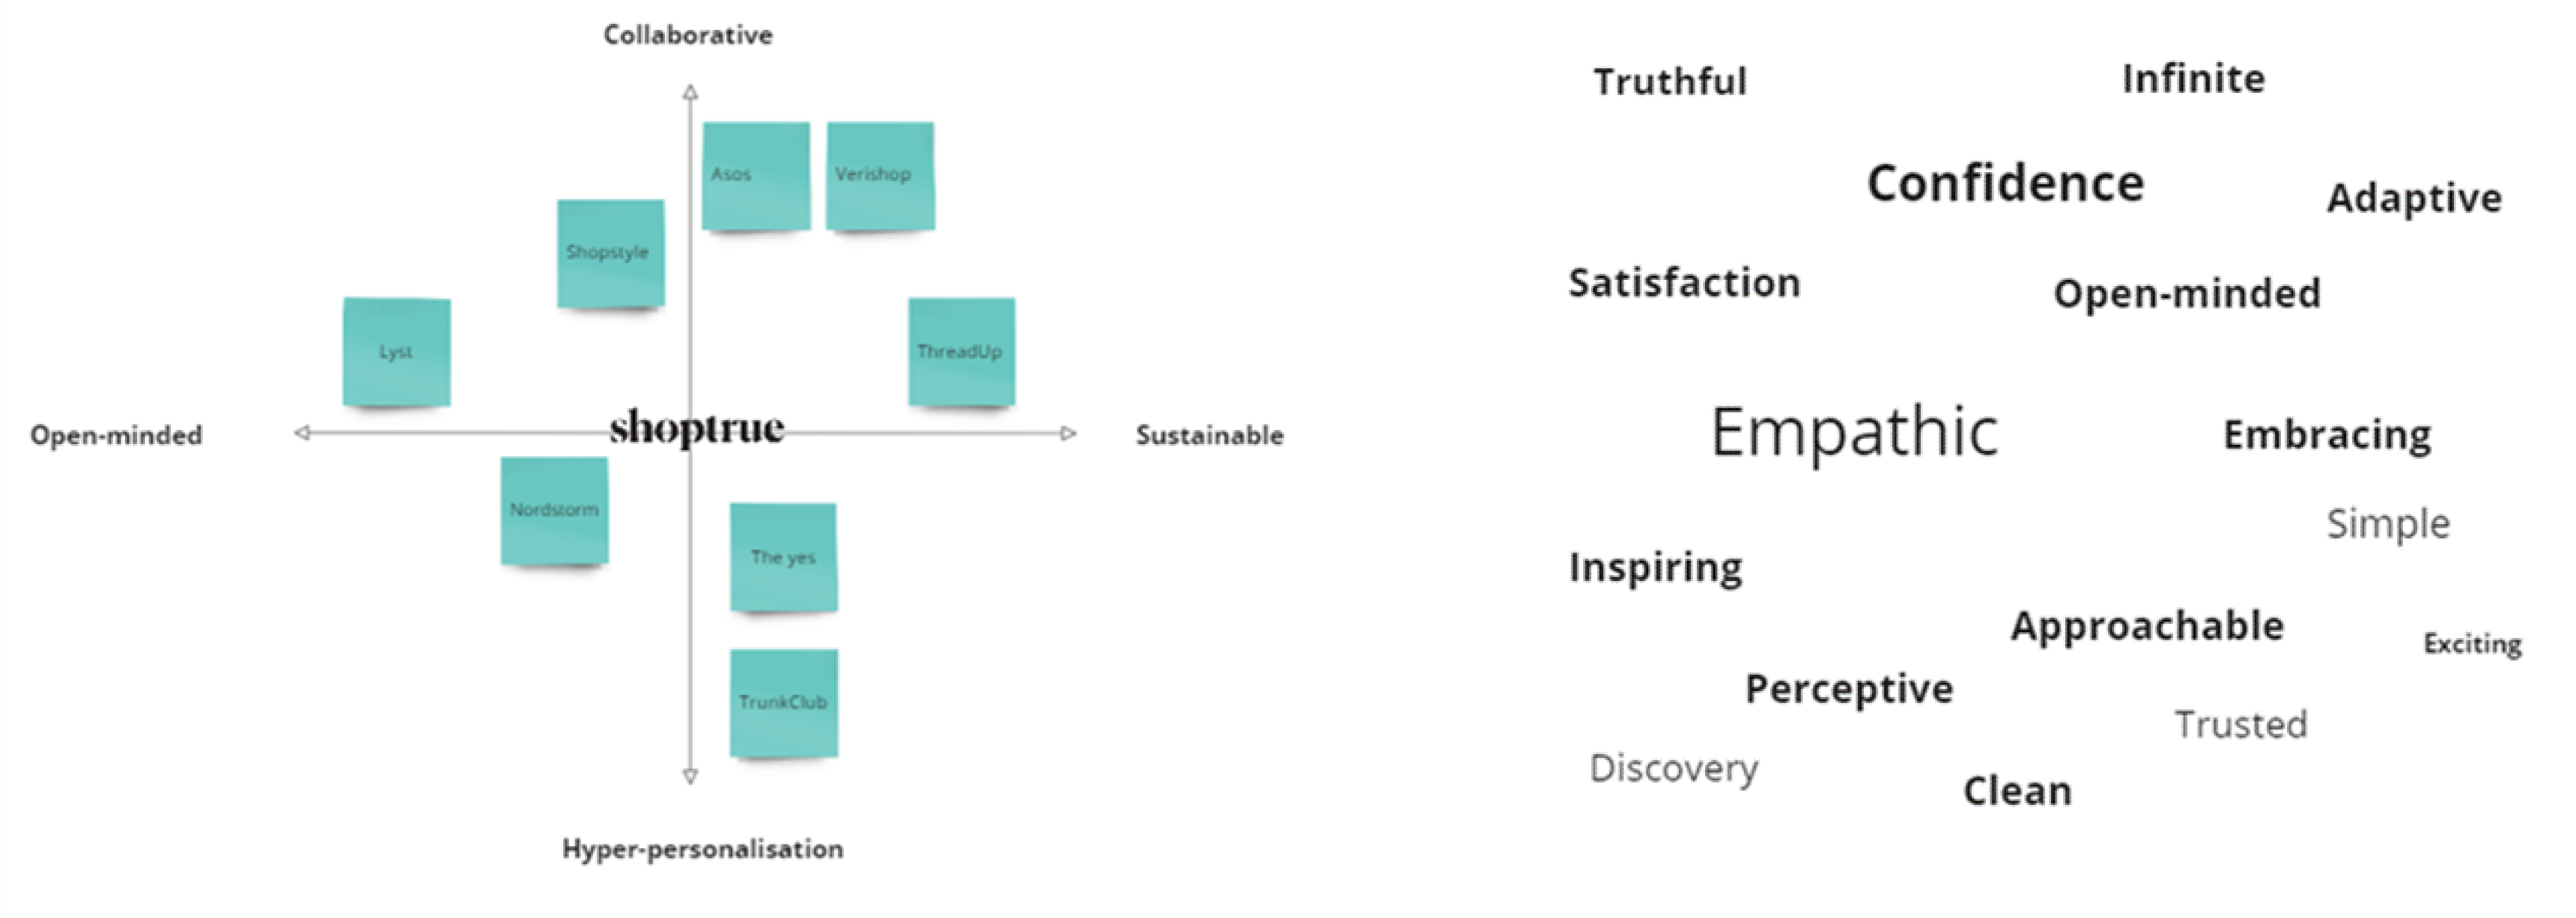 Collaborative
Asos
Verishop
Shopstyle
Lyst
ThreadUp
Open-minded
shoptrue
Sustainable
Nordstorm
The yes
TrunkClub
Hyper-personalisation
Truthful
Infinite
Confidence
Adaptive
Satisfaction
Open-minded
Empathic
Embracing
Simple
Inspiring
Approachable
Exciting
Perceptive
Trusted
Discovery
Clean